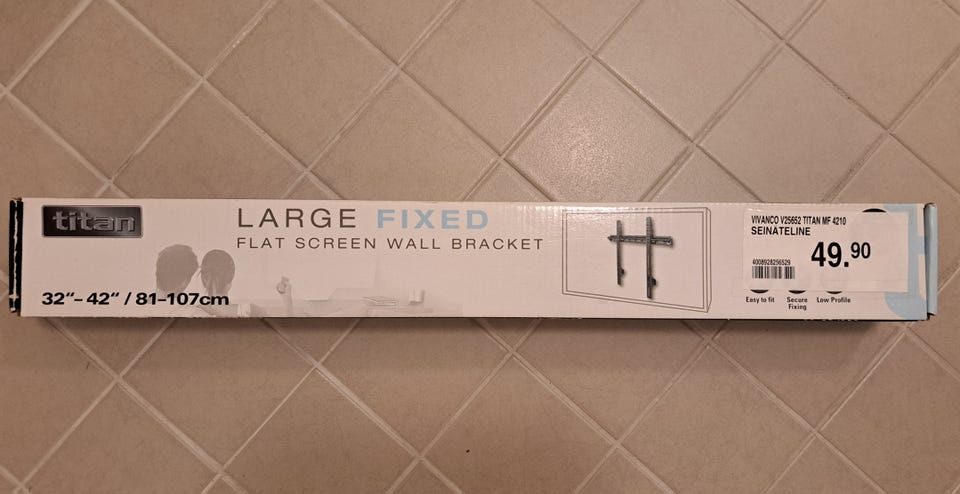 titan
LARGE FIXED
FLAT SCREEN WALL BRACKET
32“– 42“ / 81–107cm
VIVANCO V25652 TITAN MF 4210
SEINÄTELINE
49.90
4008928256529
Easy to fit
Secure
Fixing
Low Profile